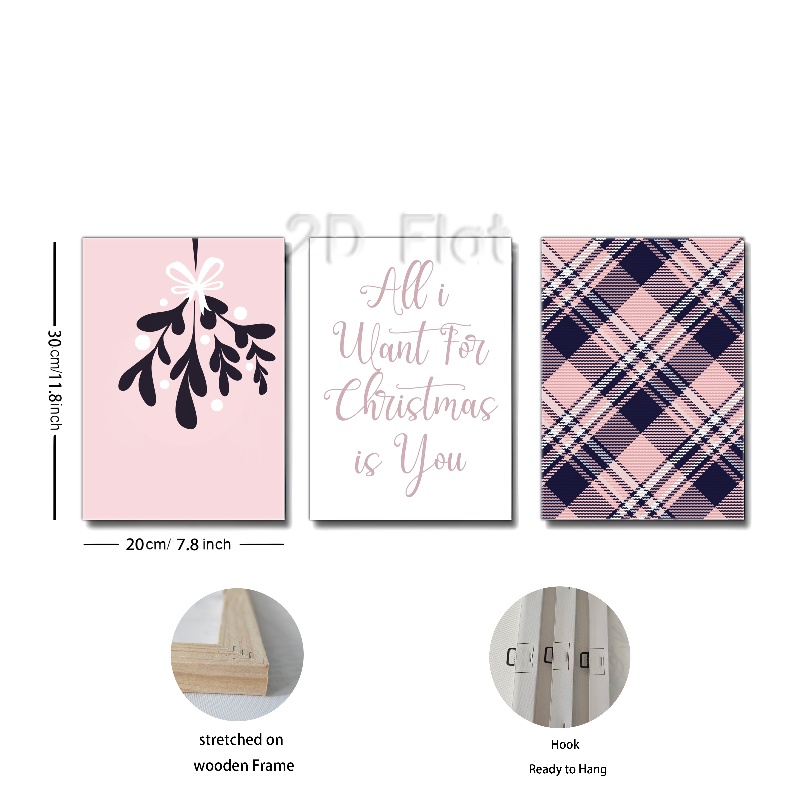 2D Flat
All i
Want For
Christmas
is You
30cm/11.8inch
20cm/ 7.8 inch
stretched on
wooden Frame
Hook
Ready to Hang